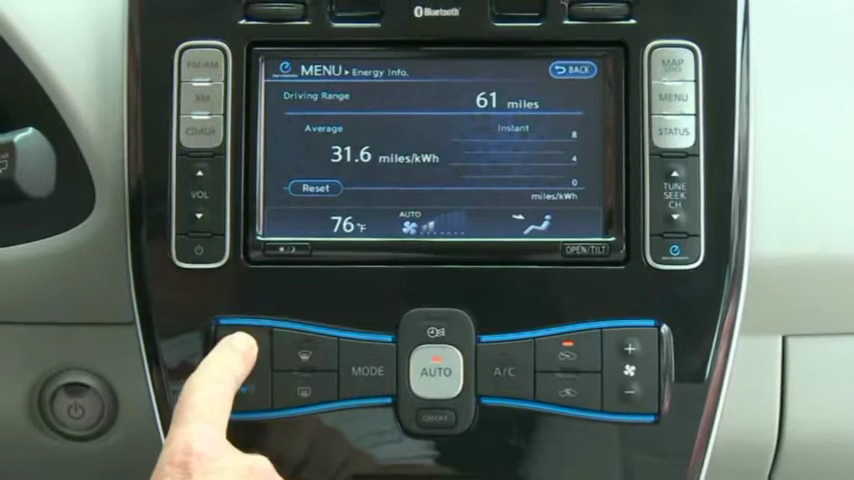 Bluetooth
FM·AM
XM
CD/AUX
VOL
MENU ▸ Energy Info.
BACK
Driving Range
61 miles
Average
Instant
31.6 miles/kWh
8
4
0
Reset
miles/kWh
76°F
AUTO
OPEN/TILT
MAP
MENU
STATUS
TUNE
SEEK
CH
MODE
AUTO
A/C
ON/OFF
+
−